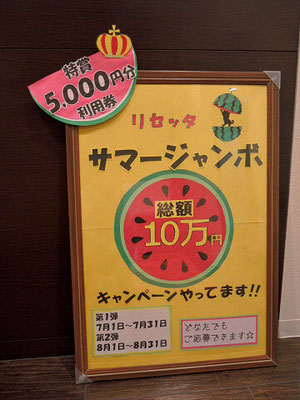 特賞
5,000円分
利用券
リセッタ
サマージャンボ
総額
10万円
キャンペーンやってます!!
第1弾
7月1日～7月31日
第2弾
8月1日～8月31日
どなたでも
ご応募できます☆